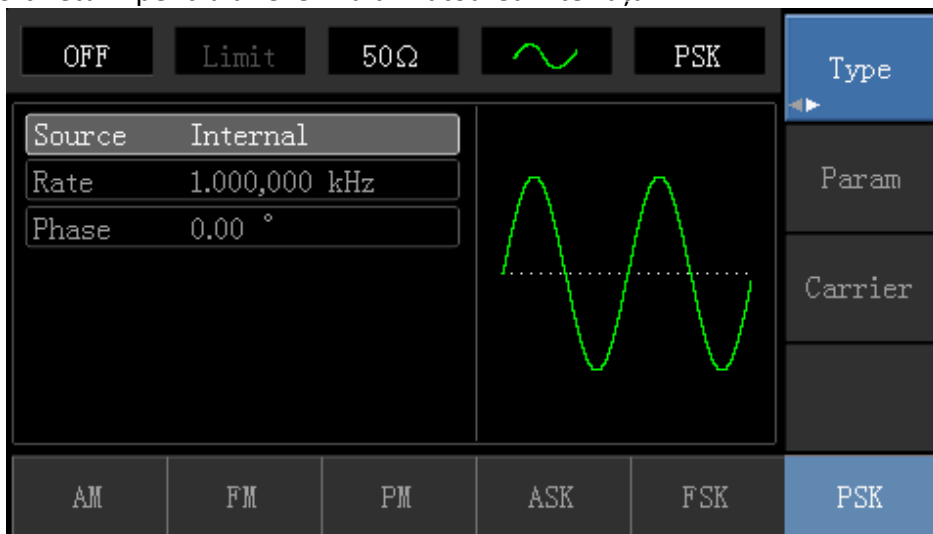 OFF Limit 50Ω PSK
Type
Source Internal
Rate 1.000,000 kHz
Phase 0.00 °
Param
Carrier
AM FM PM ASK FSK PSK